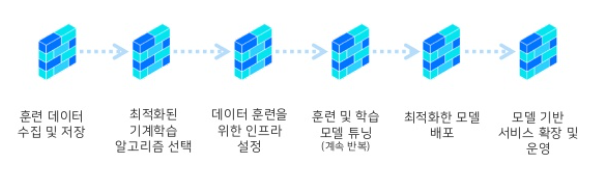 훈련 데이터
수집 및 저장
최적화된
기계학습
알고리즘 선택
데이터 훈련을
위한 인프라
설정
훈련 및 학습
모델 튜닝
(계속 반복)
최적화한 모델
배포
모델 기반
서비스 확장 및
운영